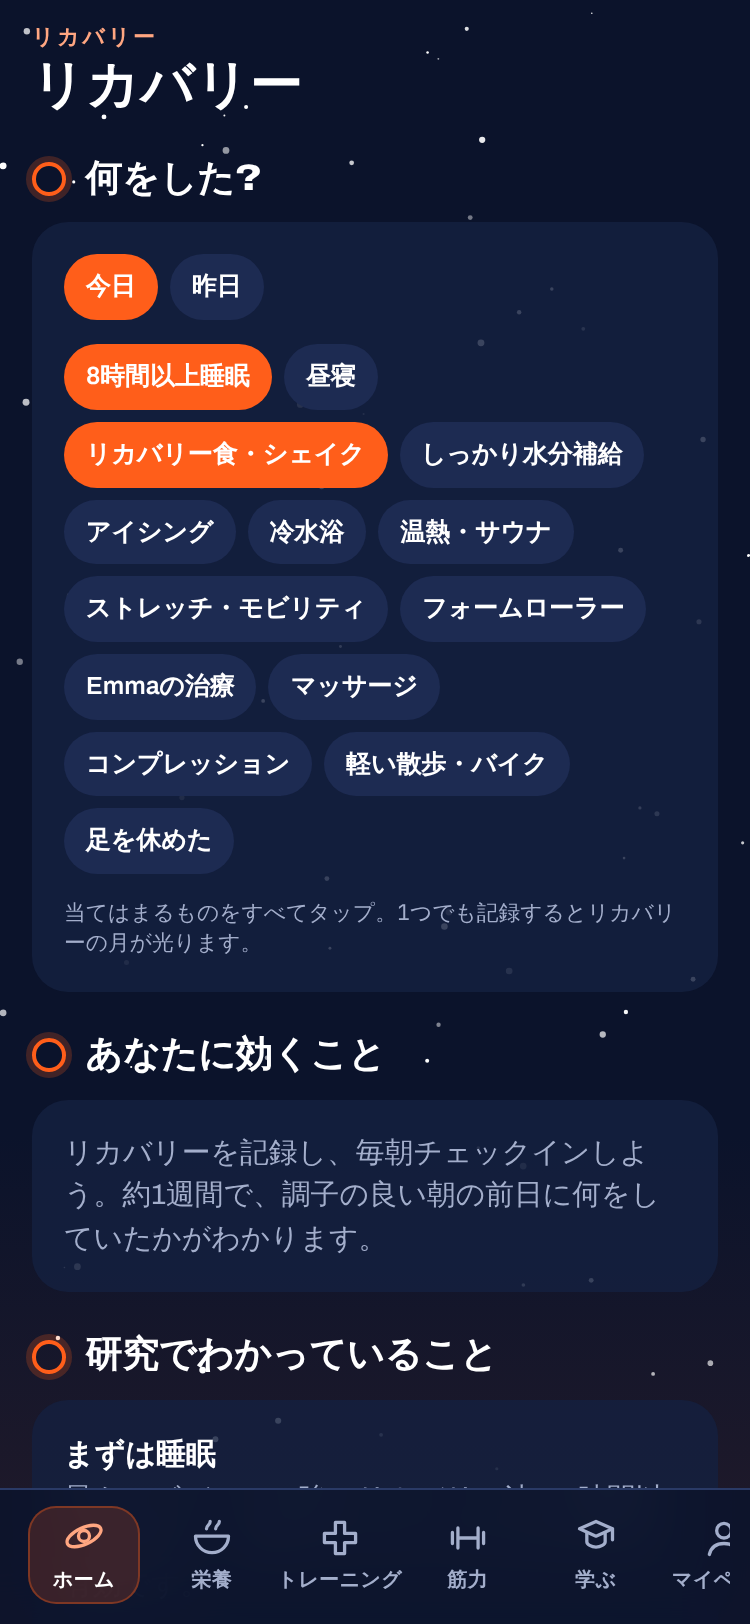 リカバリー
リカバリー
何をした?
今日 昨日
8時間以上睡眠 昼寝
リカバリー食・シェイク しっかり水分補給
アイシング 冷水浴 温熱・サウナ
ストレッチ・モビリティ フォームローラー
Emmaの治療 マッサージ
コンプレッション 軽い散歩・バイク
足を休めた
当てはまるものをすべてタップ。1つでも記録するとリカバリ
ーの月が光ります。
あなたに効くこと
リカバリーを記録し、毎朝チェックインしよ
う。約1週間で、調子の良い朝の前日に何をし
ていたかがわかります。
研究でわかっていること
まずは睡眠
ホーム 栄養 トレーニング 筋力 学ぶ マイペ